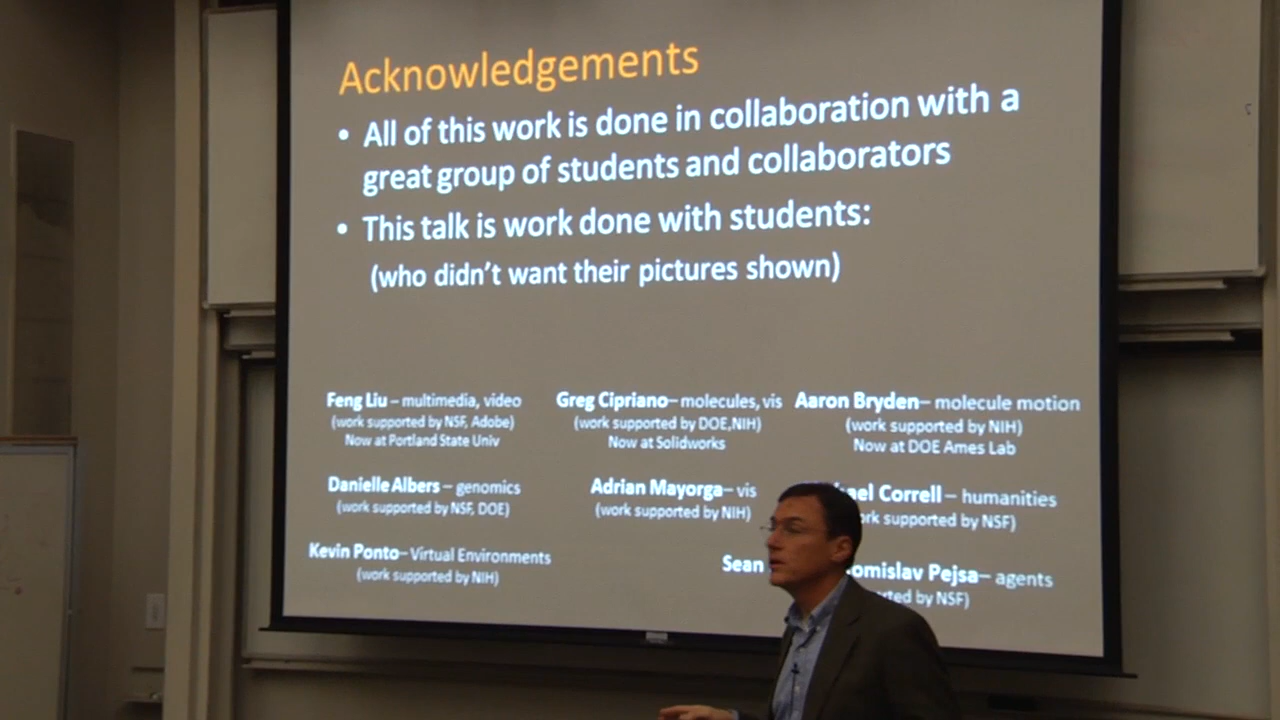 Acknowledgements
• All of this work is done in collaboration with a
great group of students and collaborators
• This talk is work done with students:
(who didn't want their pictures shown)
Feng Liu – multimedia, video
(work supported by NSF, Adobe)
Now at Portland State Univ
Greg Cipriano– molecules, vis
(work supported by DOE,NIH)
Now at Solidworks
Aaron Bryden– molecule motion
(work supported by NIH)
Now at DOE Ames Lab
Danielle Albers – genomics
(work supported by NSF, DOE)
Adrian Mayorga– vis
(work supported by NIH)
Correll – humanities
supported by NSF)
Kevin Ponto– Virtual Environments
(work supported by NIH)
Sean Pejsa– agents
by NSF)